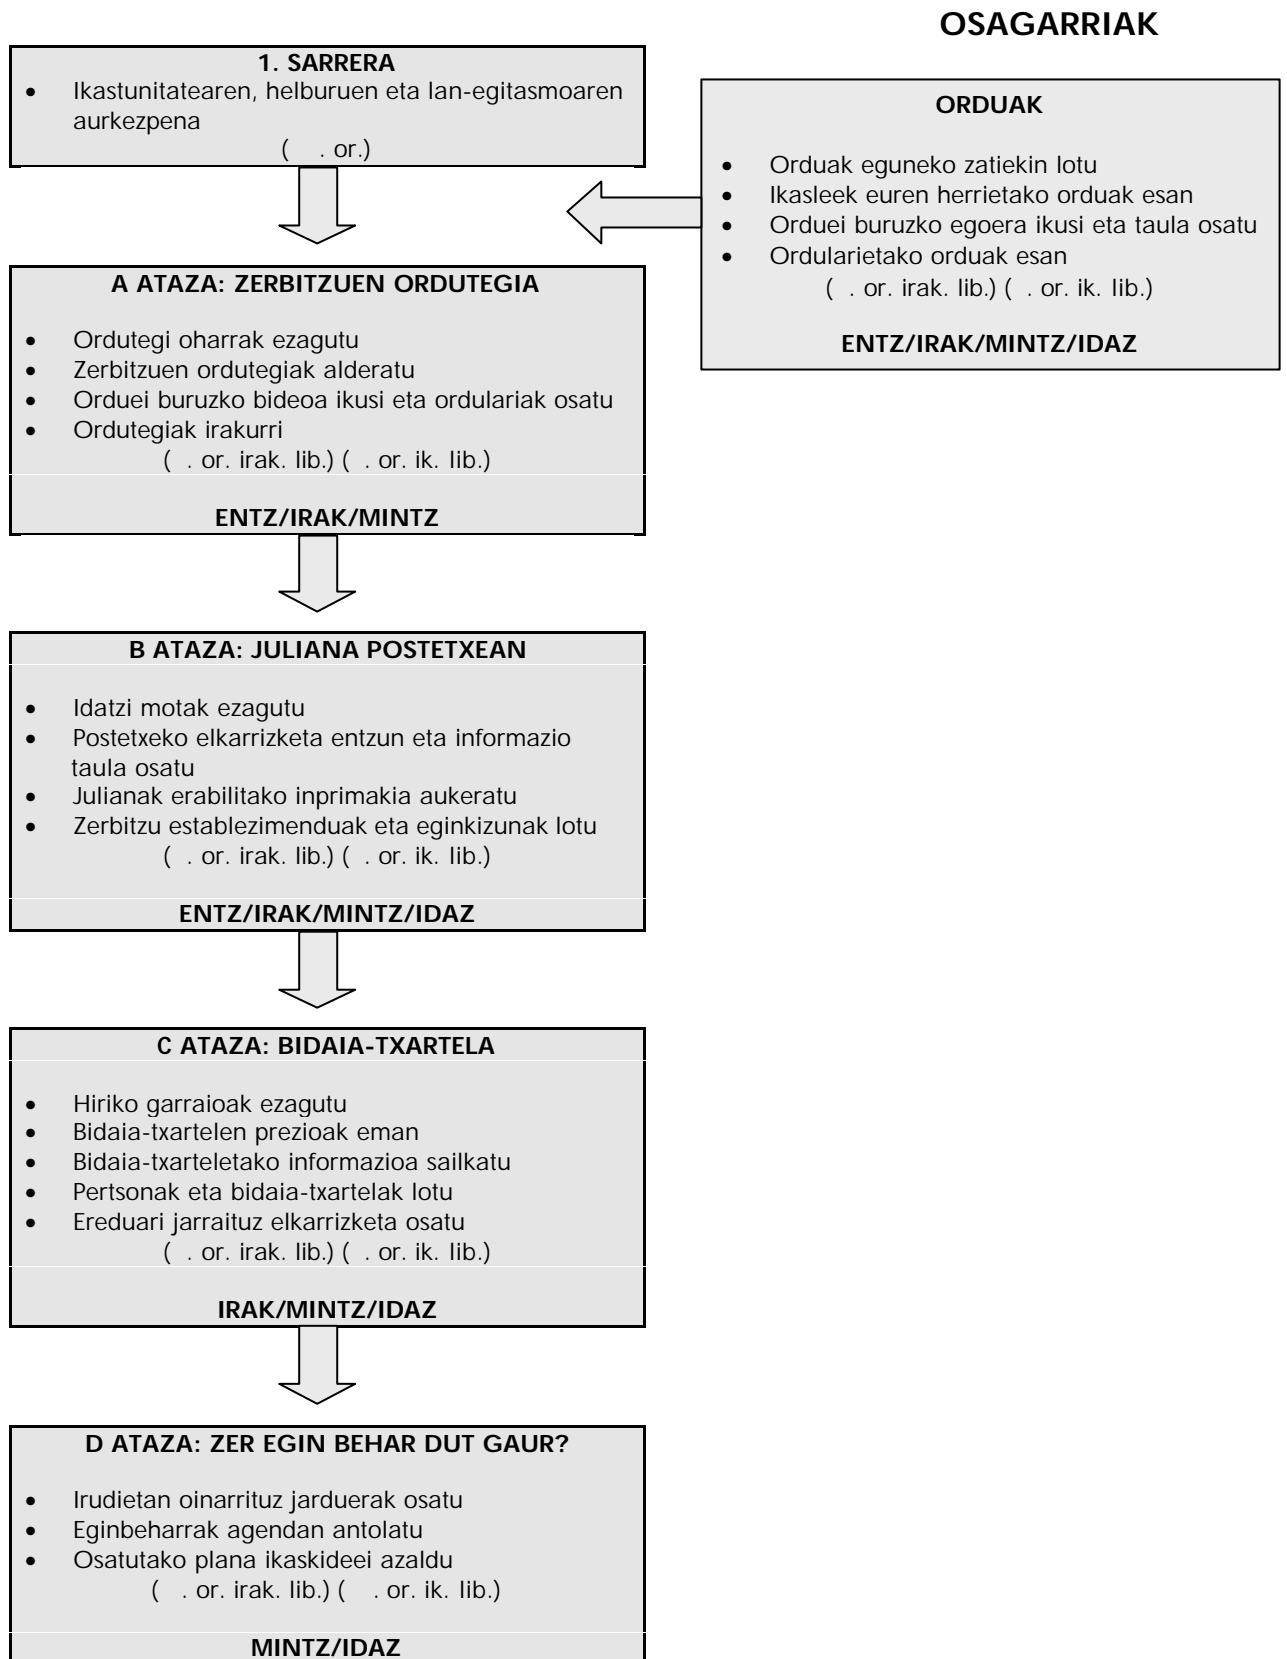 OSAGARRIAK
1. SARRERA
• Ikastunitatearen, helburuen eta lan-egitasmoaren
aurkezpena
(   . or.)
ORDUAK
• Orduak eguneko zatiekin lotu
• Ikasleek euren herrietako orduak esan
• Orduei buruzko egoera ikusi eta taula osatu
• Ordularietako orduak esan
(  . or. irak. lib.) (  . or. ik. lib.)
ENTZ/IRAK/MINTZ/IDAZ
A ATAZA: ZERBITZUEN ORDUTEGIA
• Ordutegi oharrak ezagutu
• Zerbitzuen ordutegiak alderatu
• Orduei buruzko bideoa ikusi eta ordulariak osatu
• Ordutegiak irakurri
(  . or. irak. lib.) (  . or. ik. lib.)
ENTZ/IRAK/MINTZ
B ATAZA: JULIANA POSTETXEAN
• Idatzi motak ezagutu
• Postetxeko elkarrizketa entzun eta informazio
taula osatu
• Julianak erabilitako inprimakia aukeratu
• Zerbitzu establezimenduak eta eginkizunak lotu
(  . or. irak. lib.) (  . or. ik. lib.)
ENTZ/IRAK/MINTZ/IDAZ
C ATAZA: BIDAIA-TXARTELA
• Hiriko garraioak ezagutu
• Bidaia-txartelen prezioak eman
• Bidaia-txarteletako informazioa sailkatu
• Pertsonak eta bidaia-txartelak lotu
• Ereduari jarraituz elkarrizketa osatu
(  . or. irak. lib.) (  . or. ik. lib.)
IRAK/MINTZ/IDAZ
D ATAZA: ZER EGIN BEHAR DUT GAUR?
• Irudietan oinarrituz jarduerak osatu
• Eginbeharrak agendan antolatu
• Osatutako plana ikaskideei azaldu
(   . or. irak. lib.) (   . or. ik. lib.)
MINTZ/IDAZ